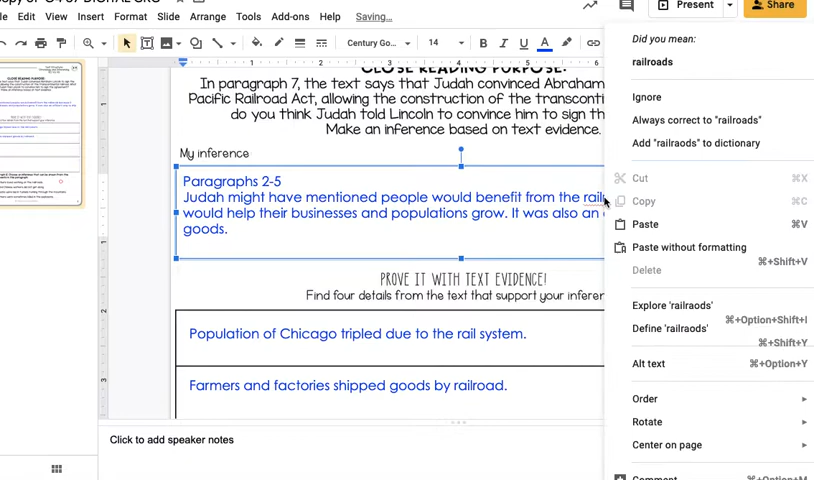 Edit View Insert Format Slide Arrange Tools Add-ons Help Saving...
Present Share
Century Go... 14 B I U A
CLOSE READING PURPOSE:
In paragraph 7, the text says that Judah convinced Abraham
Pacific Railroad Act, allowing the construction of the transconti
do you think Judah told Lincoln to convince him to sign th
Make an inference based on text evidence.
My inference
Paragraphs 2-5
Judah might have mentioned people would benefit from the railr
would help their businesses and populations grow. It was also an
goods.
PROVE IT WITH TEXT EVIDENCE!
Find four details from the text that support your inferen
Population of Chicago tripled due to the rail system.
Farmers and factories shipped goods by railroad.
Click to add speaker notes
Did you mean:
railroads
Ignore
Always correct to "railroads"
Add "railraods" to dictionary
Cut ⌘X
Copy ⌘C
Paste ⌘V
Paste without formatting ⌘+Shift+V
Delete
Explore 'railraods' ⌘+Option+Shift+I
Define 'railraods' ⌘+Shift+Y
Alt text ⌘+Option+Y
Order
Rotate
Center on page
Comment ⌘+Option+M